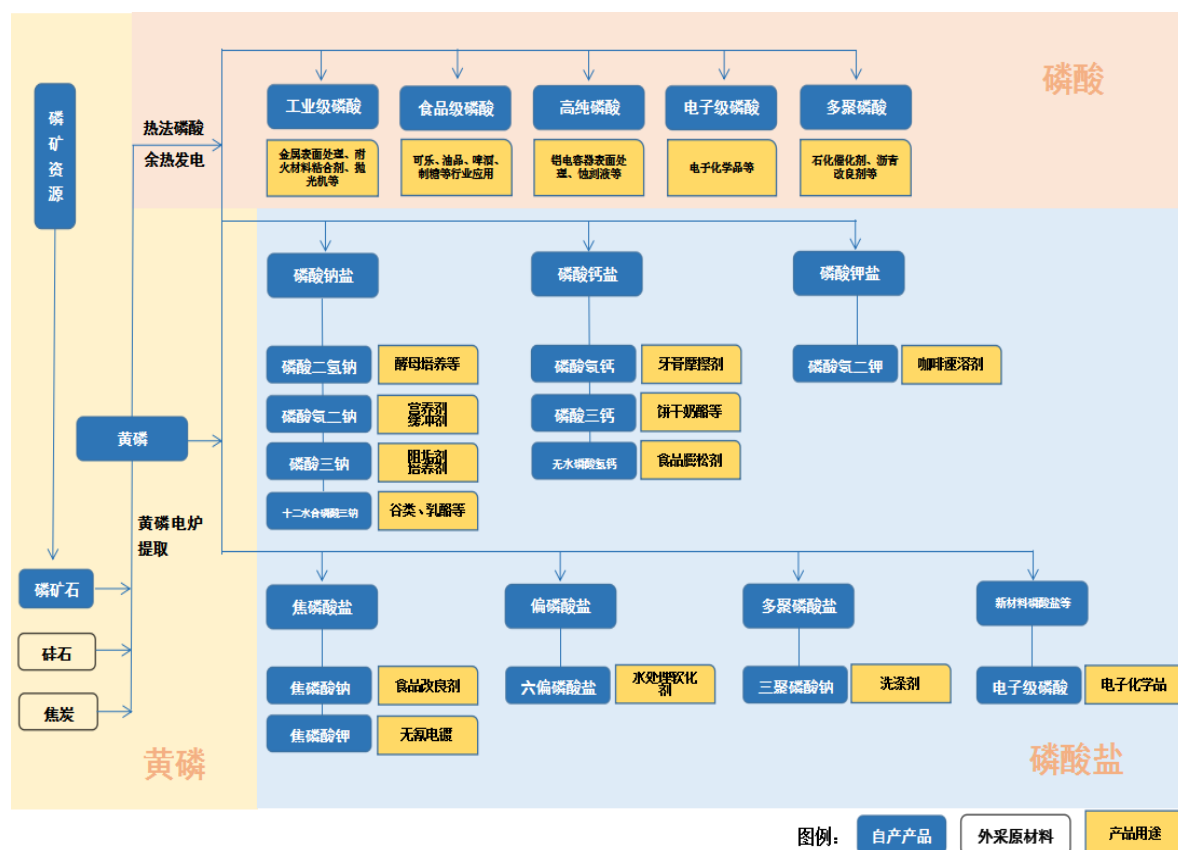 磷酸
磷
矿
资
源
热法磷酸
余热发电
工业级磷酸
食品级磷酸
高纯磷酸
电子级磷酸
多聚磷酸
金属表面处理、耐
火材料粘合剂、抛
光机等
可乐、油品、啤酒、
制糖等行业应用
铝电容器表面处
理、蚀刻液等
电子化学品等
石化催化剂、沥青
改良剂等
磷酸钠盐
磷酸钙盐
磷酸钾盐
磷酸二氢钠
酵母培养等
磷酸氢钙
牙膏摩擦剂
磷酸氢二钾
咖啡速溶剂
磷酸氢二钠
营养剂
缓冲剂
磷酸三钙
饼干奶酪等
黄磷
磷酸三钠
阻垢剂
培养剂
无水磷酸氢钙
食品膨松剂
十二水合磷酸三钠
谷类、乳酪等
黄磷电炉
提取
磷矿石
硅石
焦炭
焦磷酸盐
偏磷酸盐
多聚磷酸盐
新材料磷酸盐等
焦磷酸钠
食品改良剂
六偏磷酸盐
水处理软化
剂
三聚磷酸钠
洗涤剂
电子级磷酸
电子化学品
焦磷酸钾
无氰电镀
黄磷
磷酸盐
图例：
自产产品
外采原材料
产品用途